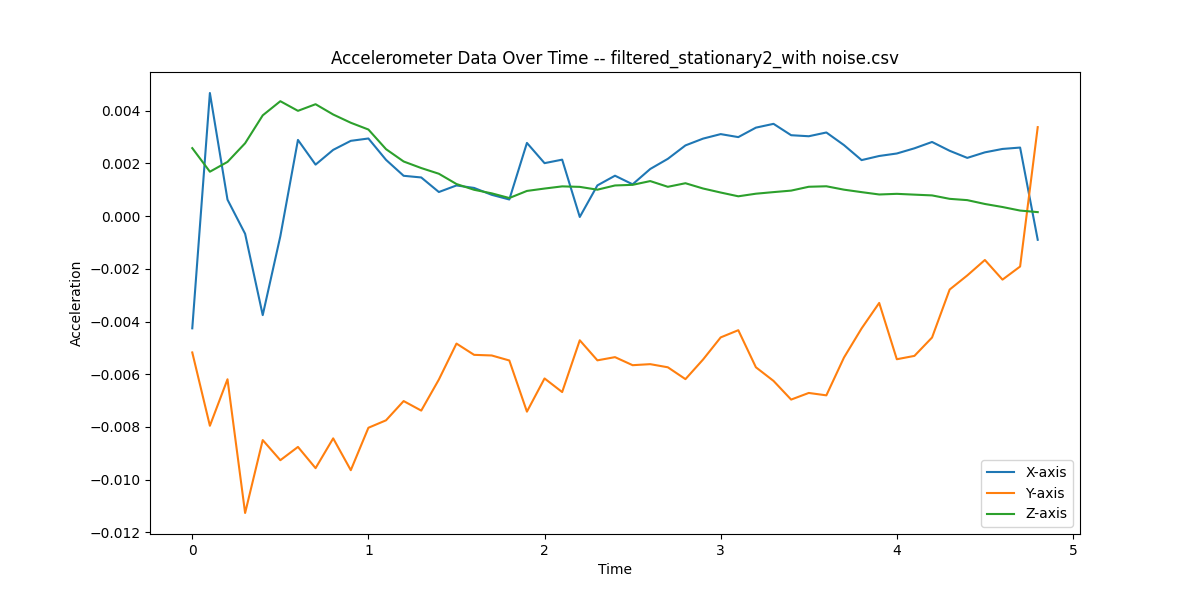 Accelerometer Data Over Time -- filtered_stationary2_with noise.csv
Acceleration
0.004
0.002
0.000
−0.002
−0.004
−0.006
−0.008
−0.010
−0.012
X-axis
Y-axis
Z-axis
0 1 2 3 4 5
Time